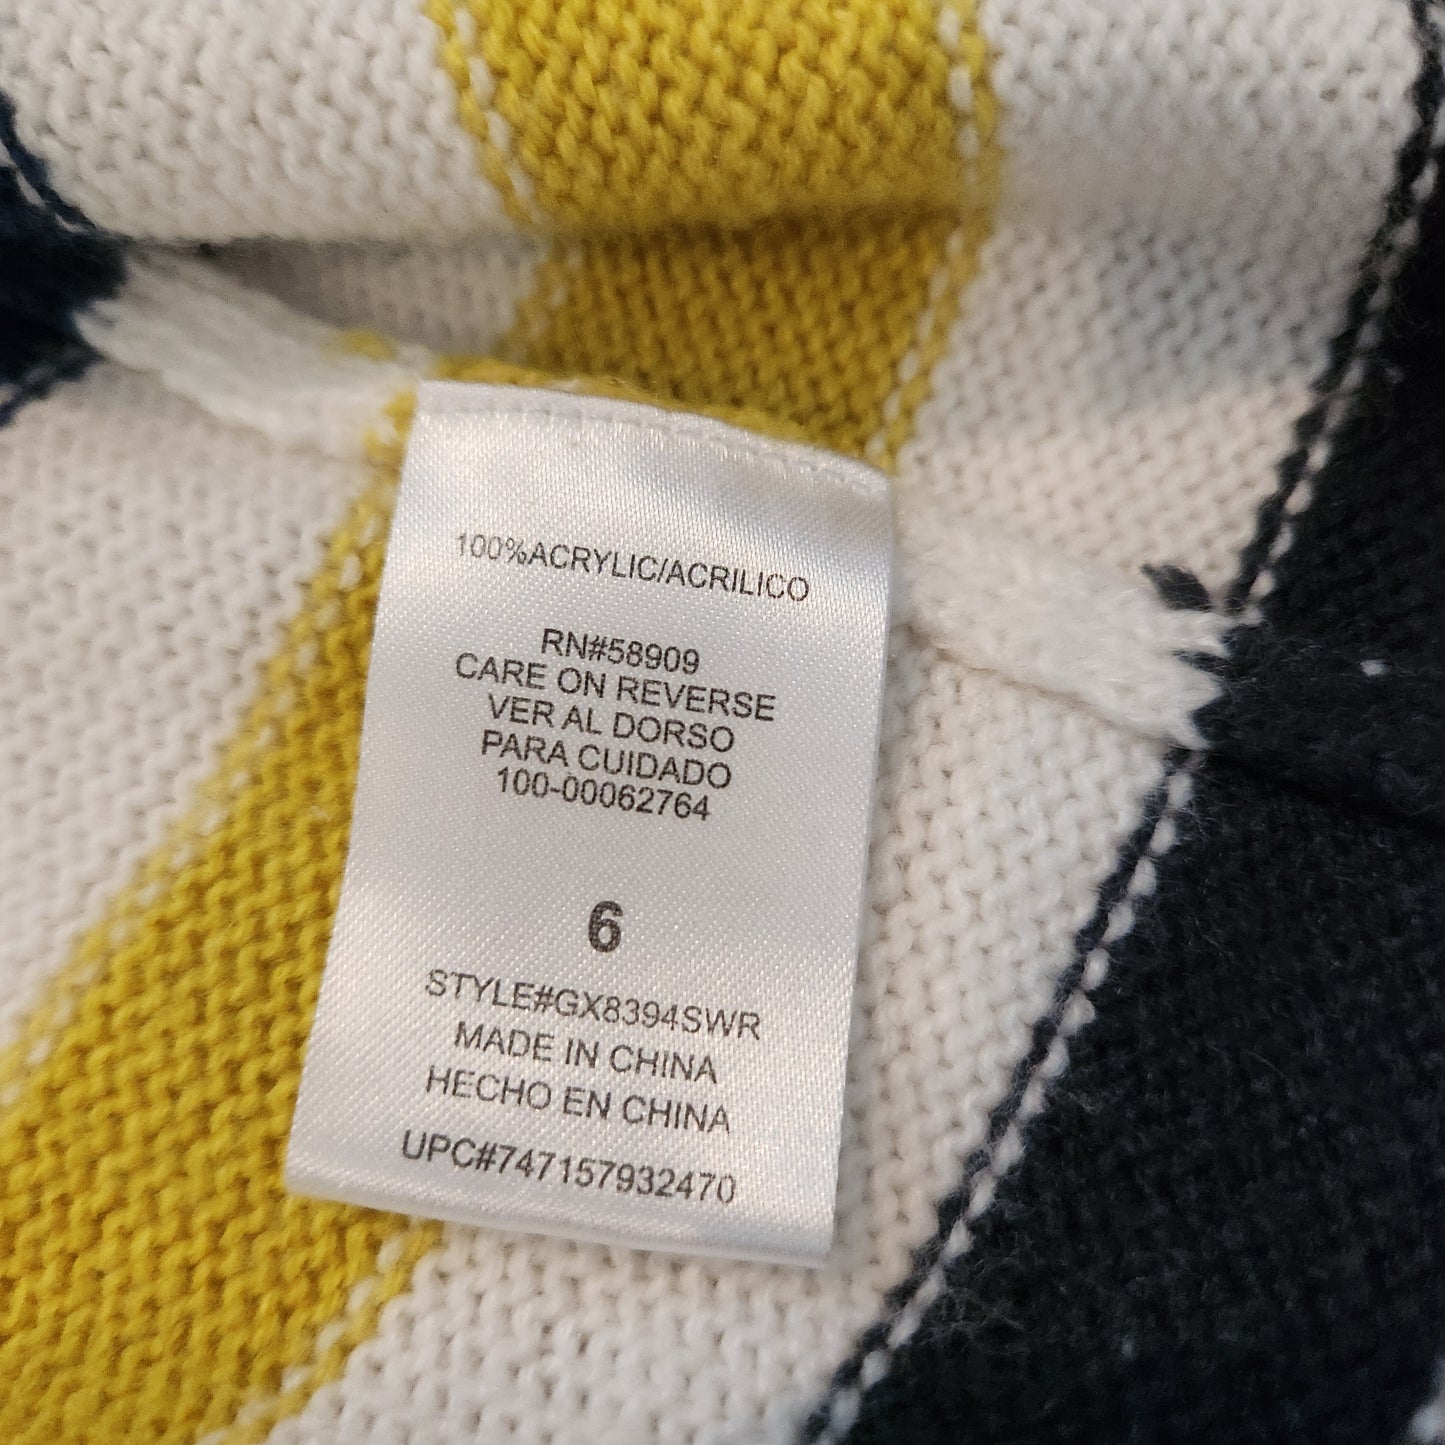 100%ACRYLIC/ACRILICO
RN#58909
CARE ON REVERSE
VER AL DORSO
PARA CUIDADO
100-00062764
6
STYLE#GX8394SWR
MADE IN CHINA
HECHO EN CHINA
UPC#747157932470